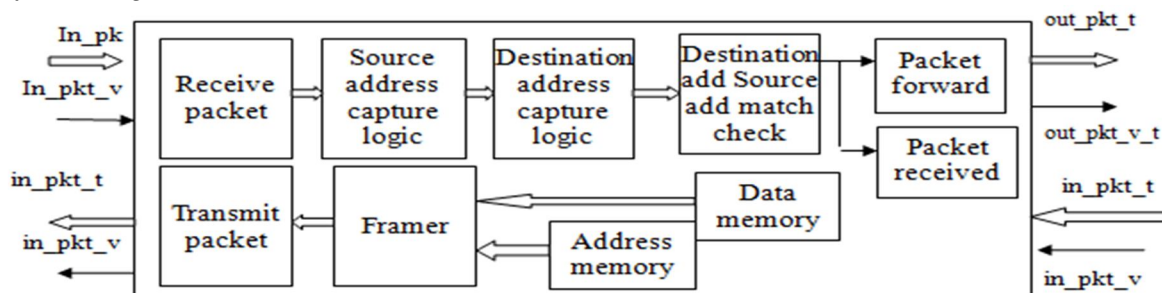 In_pk
In_pkt_v
in_pkt_t
in_pkt_v
Receive
packet
Source
address
capture
logic
Destination
address
capture
logic
Destination
add Source
add match
check
Packet
forward
Packet
received
Transmit
packet
Framer
Data
memory
Address
memory
out_pkt_t
out_pkt_v_t
in_pkt_t
in_pkt_v